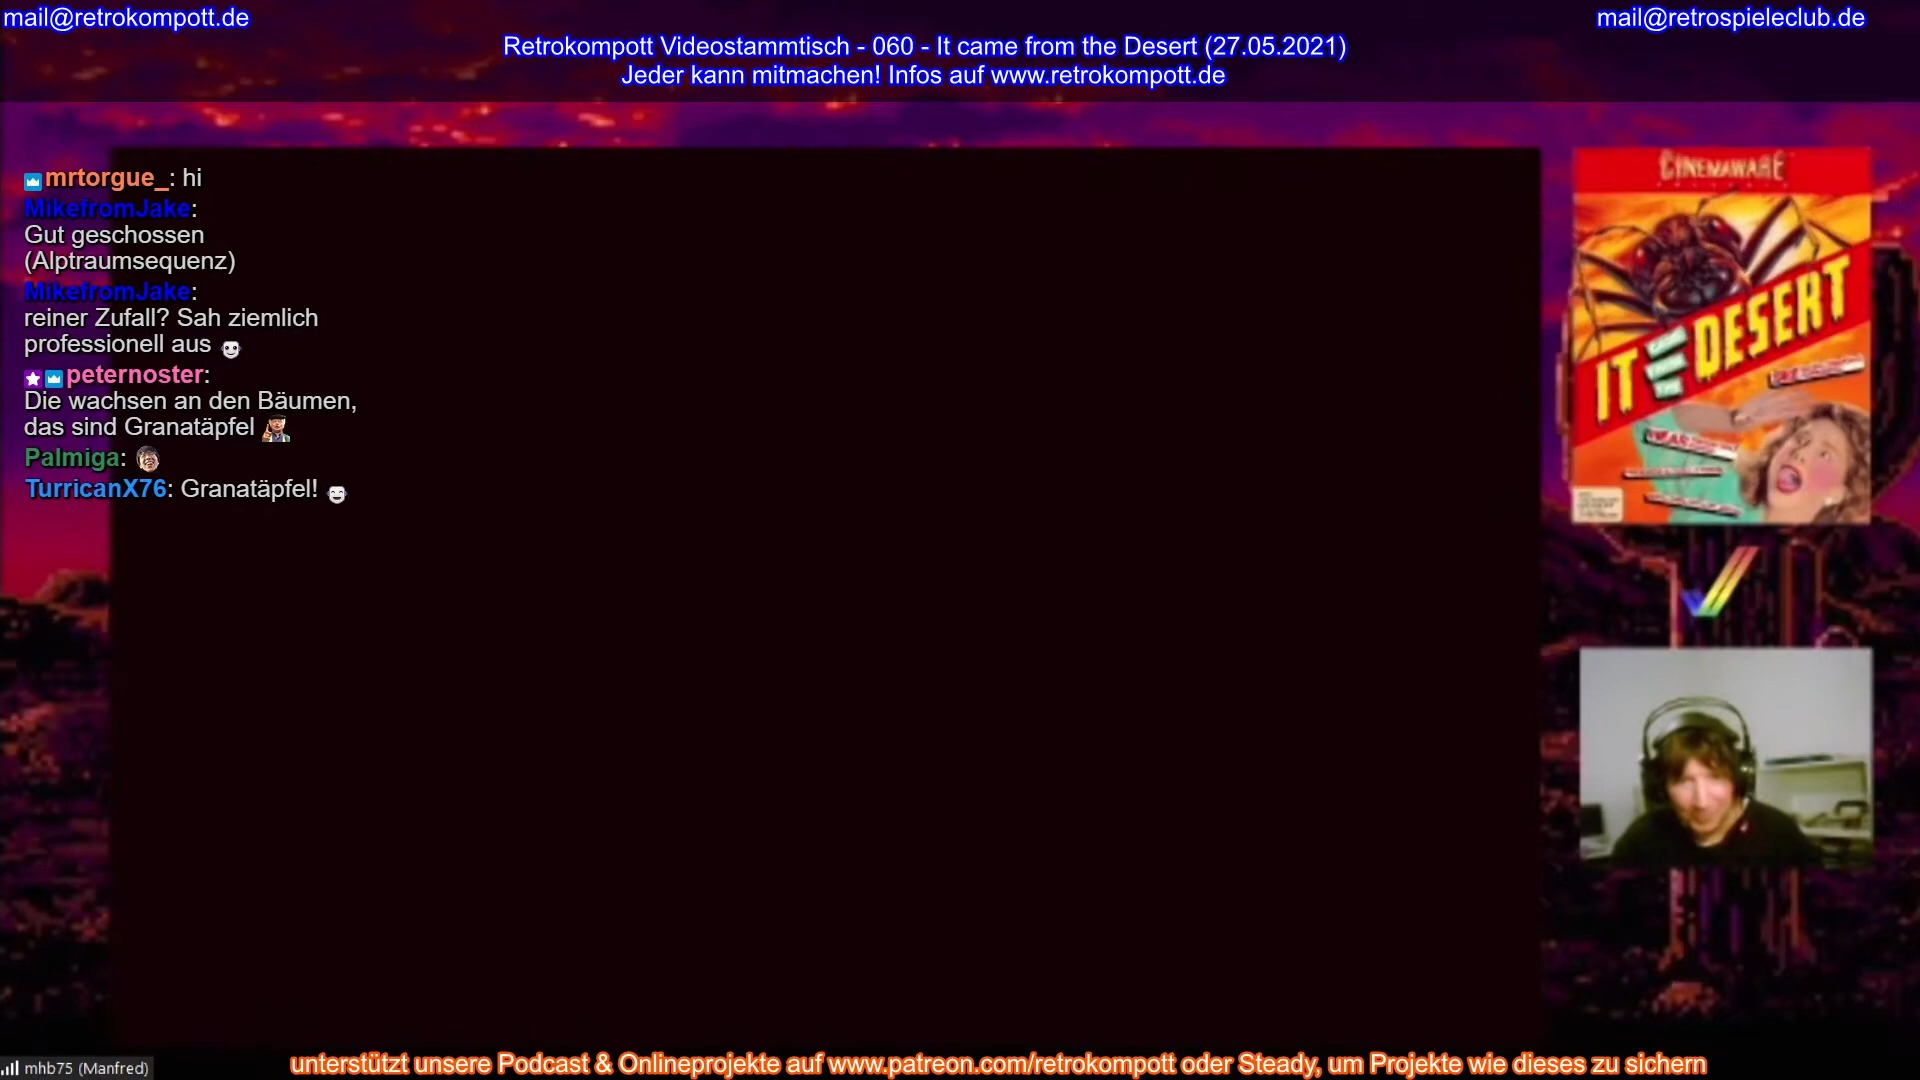 mail@retrokompott.de
mail@retrospieleclub.de
Retrokompott Videostammtisch - 060 - It came from the Desert (27.05.2021)
Jeder kann mitmachen! Infos auf www.retrokompott.de
mrtorgue_: hi
MikefromJake:
Gut geschossen
(Alptraumsequenz)
MikefromJake:
reiner Zufall? Sah ziemlich
professionell aus
peternoster:
Die wachsen an den Bäumen,
das sind Granatäpfel
Palmiga:
TurricanX76: Granatäpfel!
CINEMAWARE
IT CAME FROM THE DESERT
mhb75 (Manfred)
unterstützt unsere Podcast & Onlineprojekte auf www.patreon.com/retrokompott oder Steady, um Projekte wie dieses zu sichern